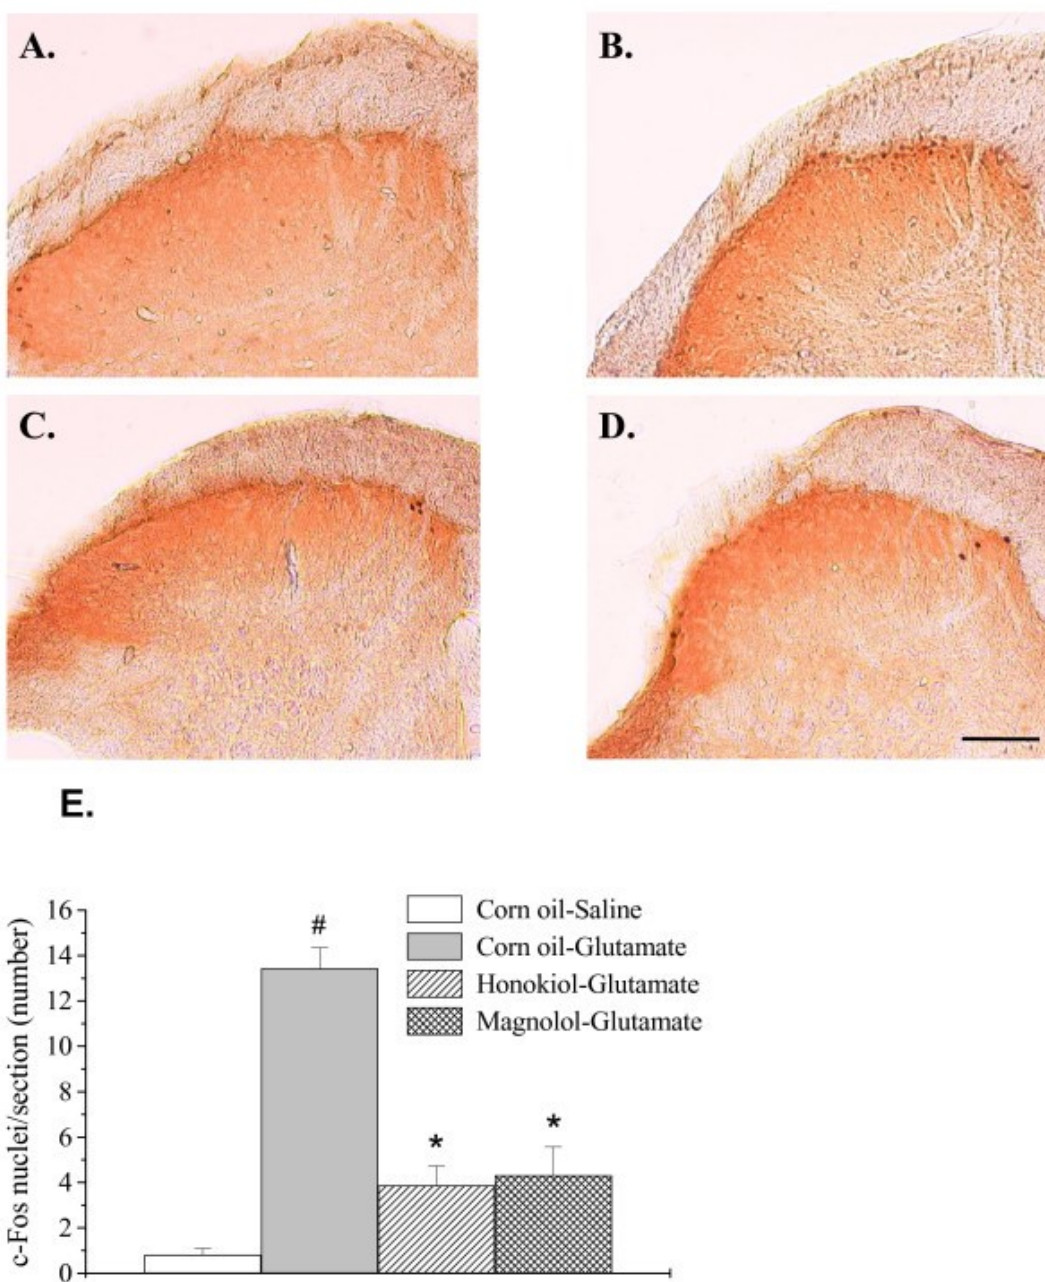 A.
B.
C.
D.
E.
c-Fos nuclei/section (number)
16
14
12
10
8
6
4
2
0
#
*
*
Corn oil-Saline
Corn oil-Glutamate
Honokiol-Glutamate
Magnolol-Glutamate